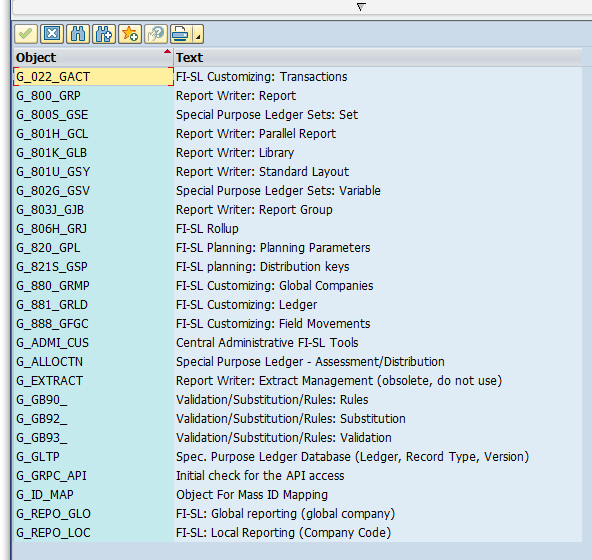 Object Text
G_022_GACT FI-SL Customizing: Transactions
G_800_GRP Report Writer: Report
G_800S_GSE Special Purpose Ledger Sets: Set
G_801H_GCL Report Writer: Parallel Report
G_801K_GLB Report Writer: Library
G_801U_GSY Report Writer: Standard Layout
G_802G_GSV Special Purpose Ledger Sets: Variable
G_803J_GJB Report Writer: Report Group
G_806H_GRJ FI-SL Rollup
G_820_GPL FI-SL Planning: Planning Parameters
G_821S_GSP FI-SL planning: Distribution keys
G_880_GRMP FI-SL Customizing: Global Companies
G_881_GRLD FI-SL Customizing: Ledger
G_888_GFGC FI-SL Customizing: Field Movements
G_ADMI_CUS Central Administrative FI-SL Tools
G_ALLOCTN Special Purpose Ledger - Assessment/Distribution
G_EXTRACT Report Writer: Extract Management (obsolete, do not use)
G_GB90_ Validation/Substitution/Rules: Rules
G_GB92_ Validation/Substitution/Rules: Substitution
G_GB93_ Validation/Substitution/Rules: Validation
G_GLTP Spec. Purpose Ledger Database (Ledger, Record Type, Version)
G_GRPC_API Initial check for the API access
G_ID_MAP Object For Mass ID Mapping
G_REPO_GLO FI-SL: Global reporting (global company)
G_REPO_LOC FI-SL: Local Reporting (Company Code)